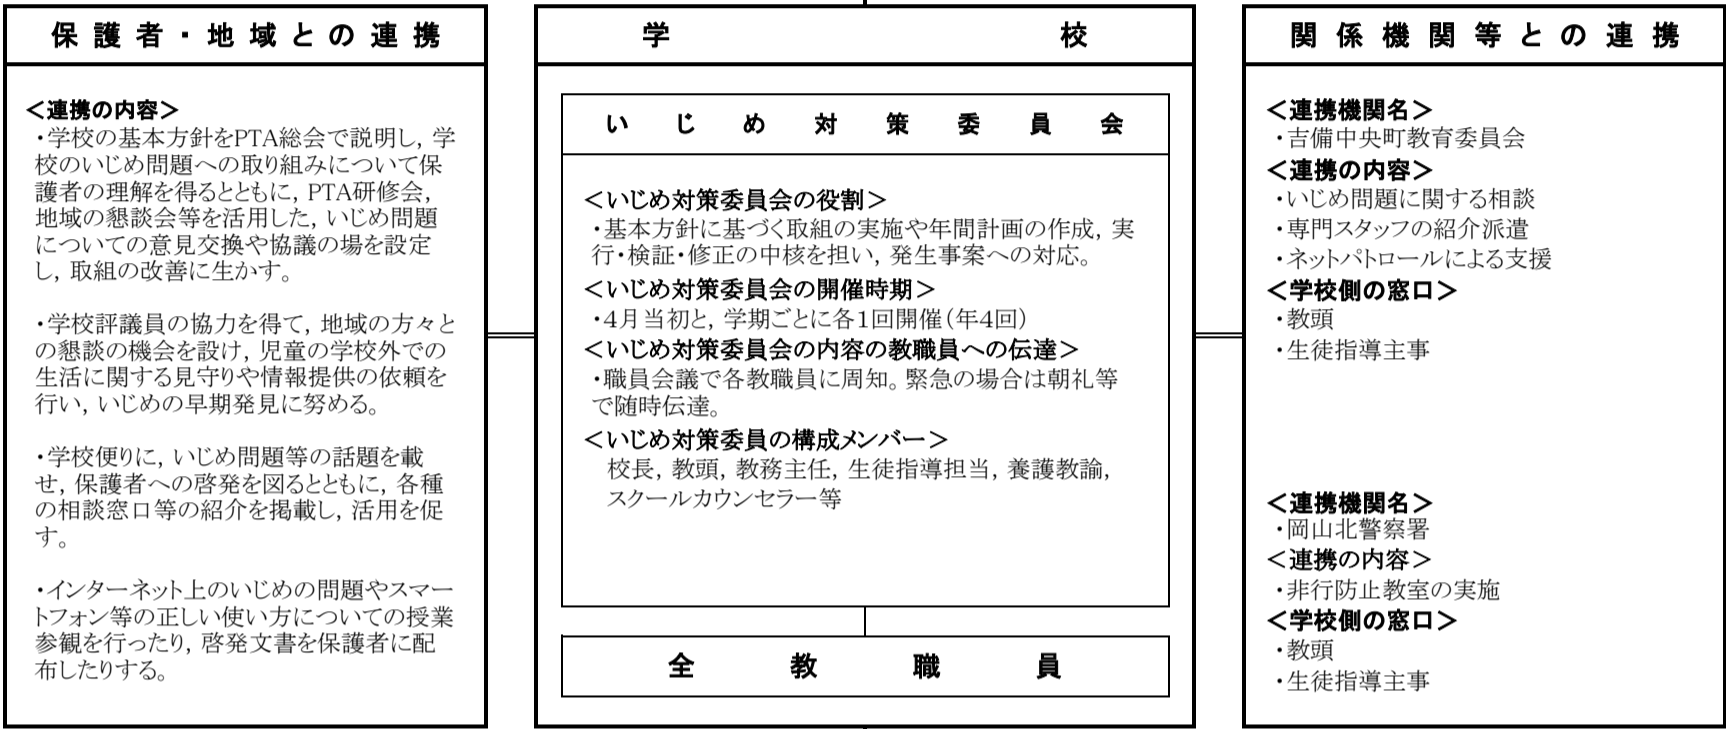 保護者・地域との連携
<連携の内容>
・学校の基本方針をPTA総会で説明し，学
校のいじめ問題への取り組みについて保
護者の理解を得るとともに，PTA研修会，
地域の懇談会等を活用した，いじめ問題
についての意見交換や協議の場を設定
し，取組の改善に生かす。
・学校評議員の協力を得て，地域の方々と
の懇談の機会を設け，児童の学校外での
生活に関する見守りや情報提供の依頼を
行い，いじめの早期発見に努める。
・学校便りに，いじめ問題等の話題を載
せ，保護者への啓発を図るとともに，各種
の相談窓口等の紹介を掲載し，活用を促
す。
・インターネット上のいじめの問題やスマー
トフォン等の正しい使い方についての授業
参観を行ったり，啓発文書を保護者に配
布したりする。
学校
いじめ対策委員会
<いじめ対策委員会の役割>
・基本方針に基づく取組の実施や年間計画の作成，実
行・検証・修正の中核を担い，発生事案への対応。
<いじめ対策委員会の開催時期>
・4月当初と，学期ごとに各1回開催（年4回）
<いじめ対策委員会の内容の教職員への伝達>
・職員会議で各教職員に周知。緊急の場合は朝礼等
で随時伝達。
<いじめ対策委員の構成メンバー>
校長，教頭，教務主任，生徒指導担当，養護教諭，
スクールカウンセラー等
全教職員
関係機関等との連携
<連携機関名>
・吉備中央町教育委員会
<連携の内容>
・いじめ問題に関する相談
・専門スタッフの紹介派遣
・ネットパトロールによる支援
<学校側の窓口>
・教頭
・生徒指導主事
<連携機関名>
・岡山北警察署
<連携の内容>
・非行防止教室の実施
<学校側の窓口>
・教頭
・生徒指導主事